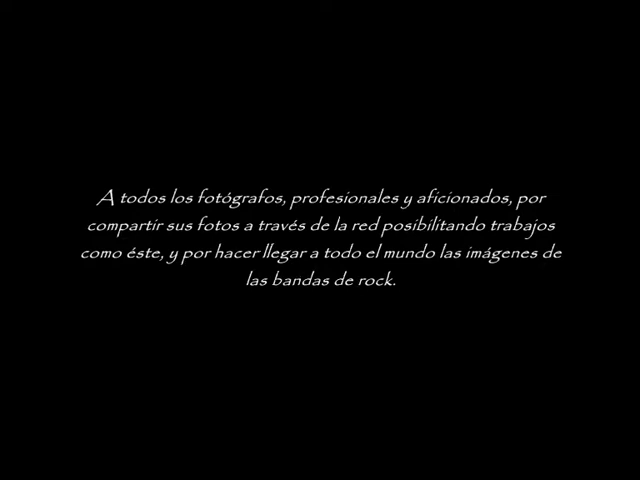 A todos los fotógrafos, profesionales y aficionados, por
compartir sus fotos a través de la red posibilitando trabajos
como éste, y por hacer llegar a todo el mundo las imágenes de
las bandas de rock.